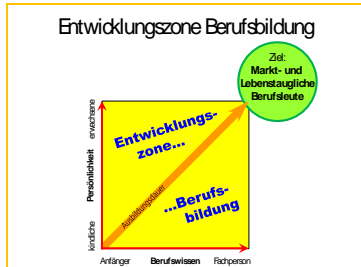 Entwicklungszone Berufsbildung
Ziel:
Markt- und
Lebenstaugliche
Berufsleute
erwachsene
Persönlichkeit
kindliche
Entwicklungs-
zone...
Ausbildungsdauer
...Berufs-
bildung
Anfänger Berufswissen Fachperson